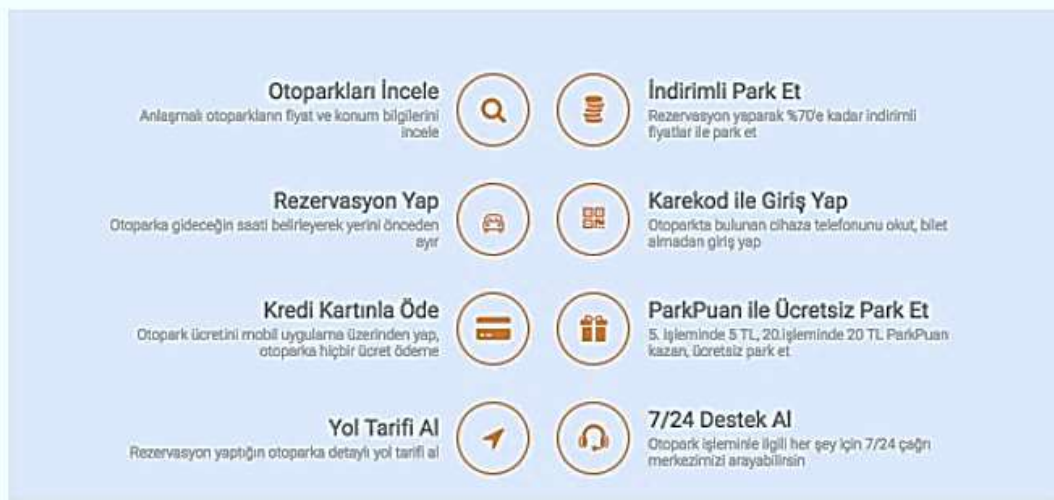 Otoparkları İncele
Anlaşmalı otoparkların fiyat ve konum bilgilerini
incele
İndirimli Park Et
Rezervasyon yaparak %70'e kadar indirimli
fiyatlar ile park et
Rezervasyon Yap
Otoparka gideceğin saati belirleyerek yerini önceden
ayır
Karekod ile Giriş Yap
Otoparkta bulunan cihaza telefonunu okut, bilet
almadan giriş yap
Kredi Kartınla Öde
Otopark ücretini mobil uygulama üzerinden yap,
otoparka hiçbir ücret ödeme
ParkPuan ile Ücretsiz Park Et
5. işleminde 5 TL, 20.işleminde 20 TL ParkPuan
kazan, ücretsiz park et
Yol Tarifi Al
Rezervasyon yaptığın otoparka detaylı yol tarifi al
7/24 Destek Al
Otopark işleminle ilgili her şey için 7/24 çağrı
merkezimizi arayabilirsin